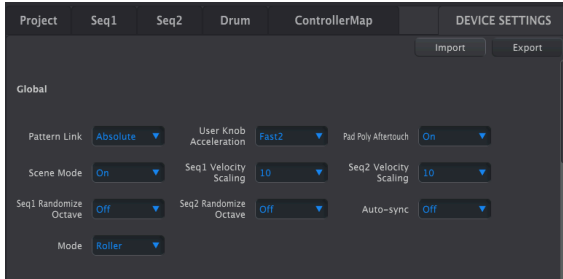 Project Seq1 Seq2 Drum ControllerMap DEVICE SETTINGS
Import Export
Global
Pattern Link Absolute User Knob Acceleration Fast2 Pad Poly Aftertouch On
Scene Mode On Seq1 Velocity Scaling 10 Seq2 Velocity Scaling 10
Seq1 Randomize Octave Off Seq2 Randomize Octave Off Auto-sync Off
Mode Roller